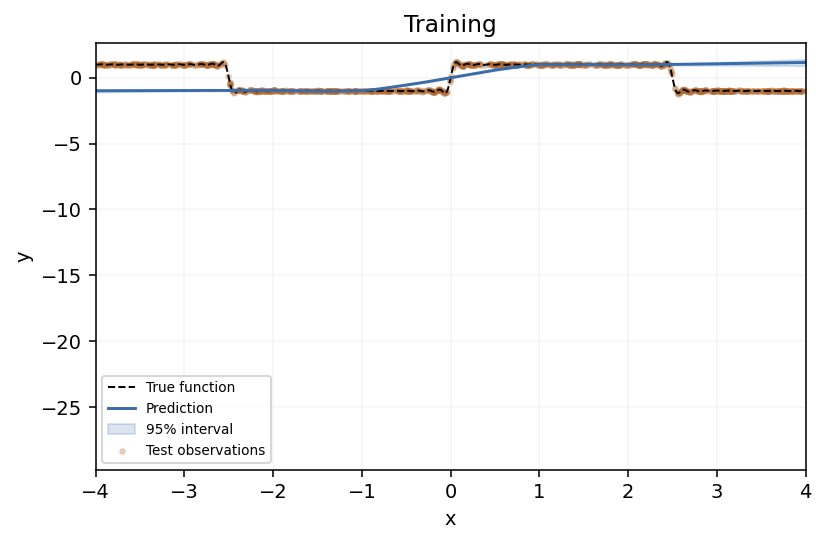 Training
0
−5
−10
−15
−20
−25
y
True function
Prediction
95% interval
Test observations
−4 −3 −2 −1 0 1 2 3 4
x